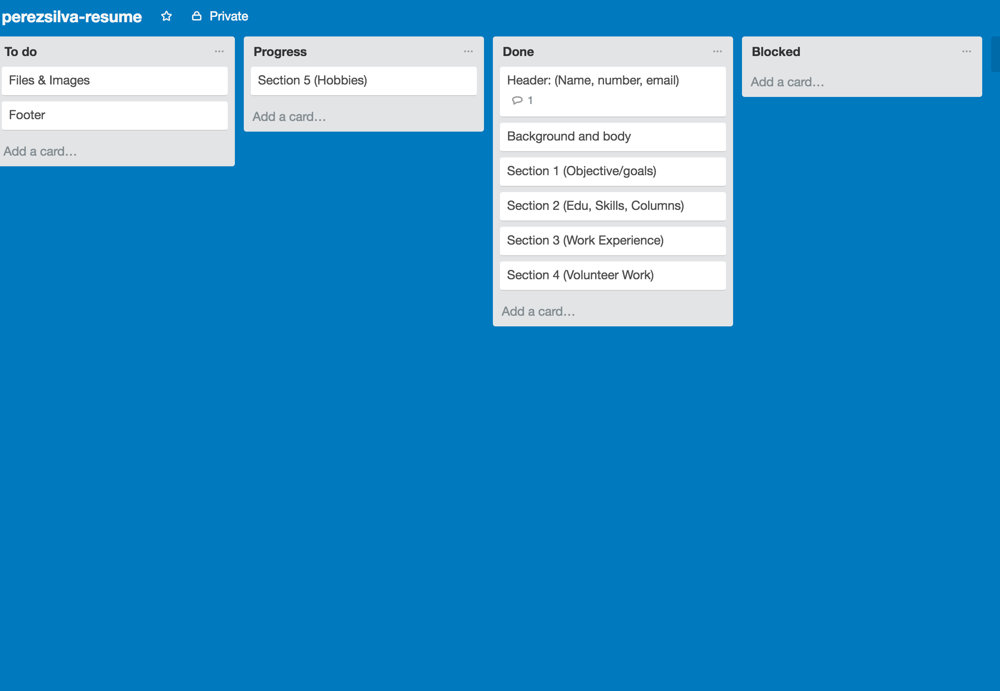 perezsilva-resume Private
To do
Files & Images
Footer
Add a card...
Progress
Section 5 (Hobbies)
Add a card...
Done
Header: (Name, number, email)
1
Background and body
Section 1 (Objective/goals)
Section 2 (Edu, Skills, Columns)
Section 3 (Work Experience)
Section 4 (Volunteer Work)
Add a card...
Blocked
Add a card...